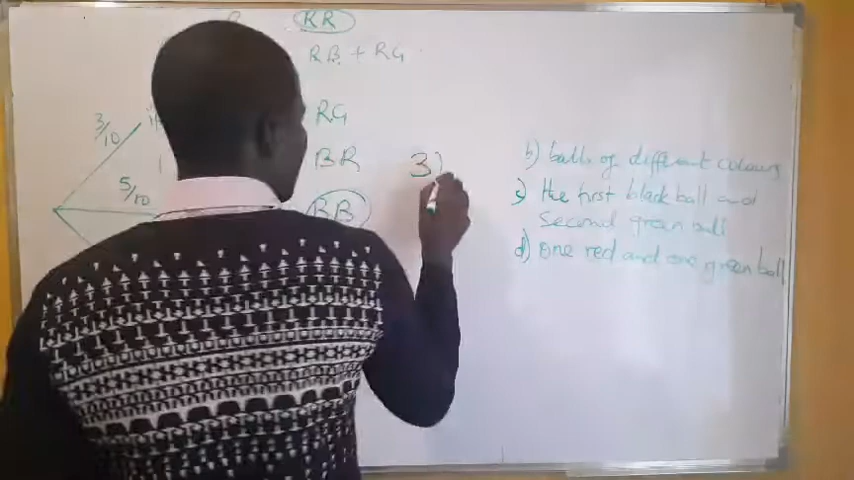 RR
RB + RG
3/10
RG
BR
3)
5/10
RB
b) balls of different colours
c) the first black ball and
second green ball
d) one red and one green ball